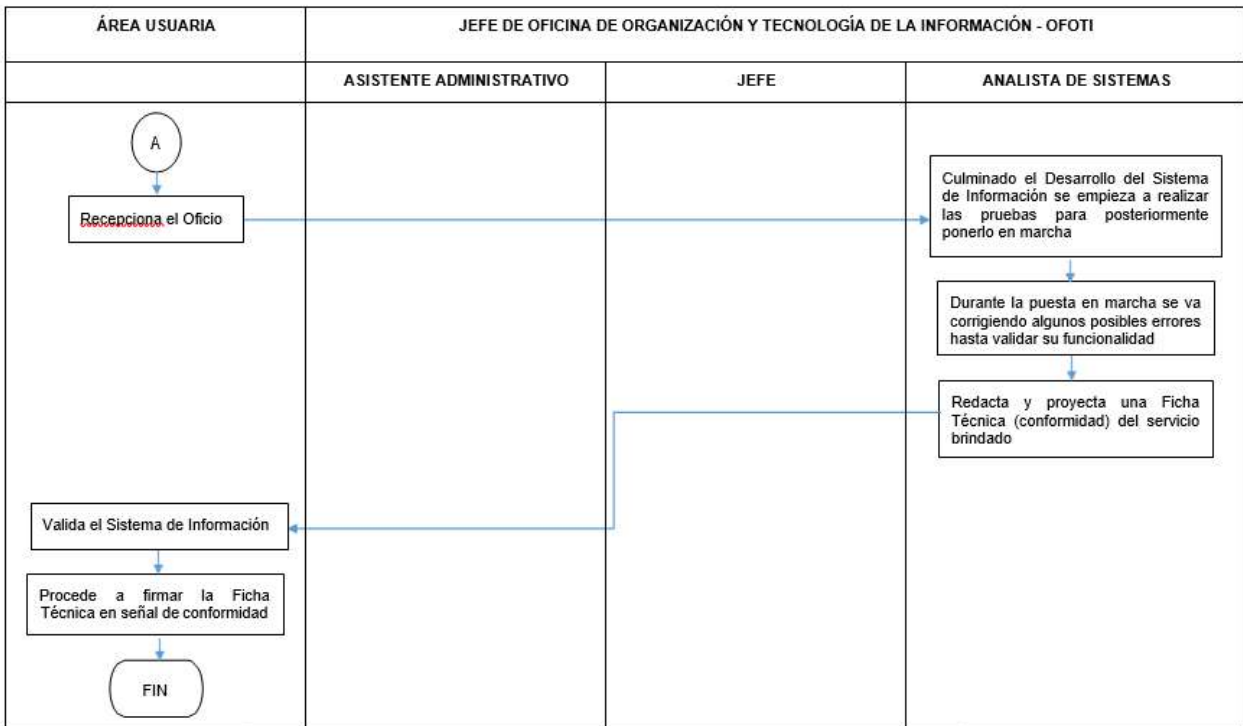 ÁREA USUARIA
JEFE DE OFICINA DE ORGANIZACIÓN Y TECNOLOGÍA DE LA INFORMACIÓN - OFOTI
ASISTENTE ADMINISTRATIVO
JEFE
ANALISTA DE SISTEMAS
A
Recepciona el Oficio
Culminado el Desarrollo del Sistema
de Información se empieza a realizar
las pruebas para posteriormente
ponerlo en marcha
Durante la puesta en marcha se va
corrigiendo algunos posibles errores
hasta validar su funcionalidad
Redacta y proyecta una Ficha
Técnica (conformidad) del servicio
brindado
Valida el Sistema de Información
Procede a firmar la Ficha
Técnica en señal de conformidad
FIN